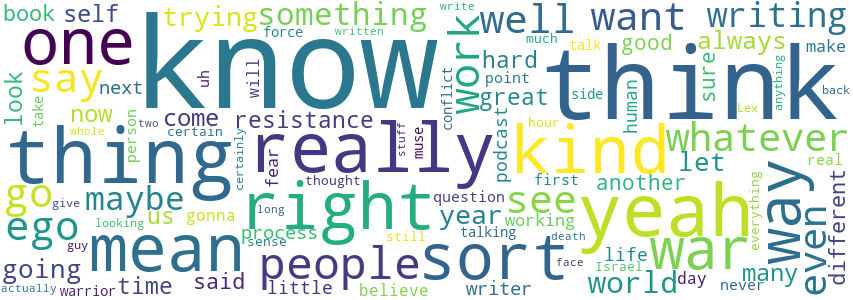 book self trying something write well want writing
one know force written much talk good always make
say next uh will work hard point side sure anything back
look take now person two whole come resistance conflict great human think
thing certain certainly really stuff muse podcast kind hour Lex whatever
go give maybe fear thought first another let real
ego us gonna right long question see yeah way everything even different
looking process year working
mean guy sense still talking death war
going actually warrior time said people little believe sort writer face Israel life world day never many